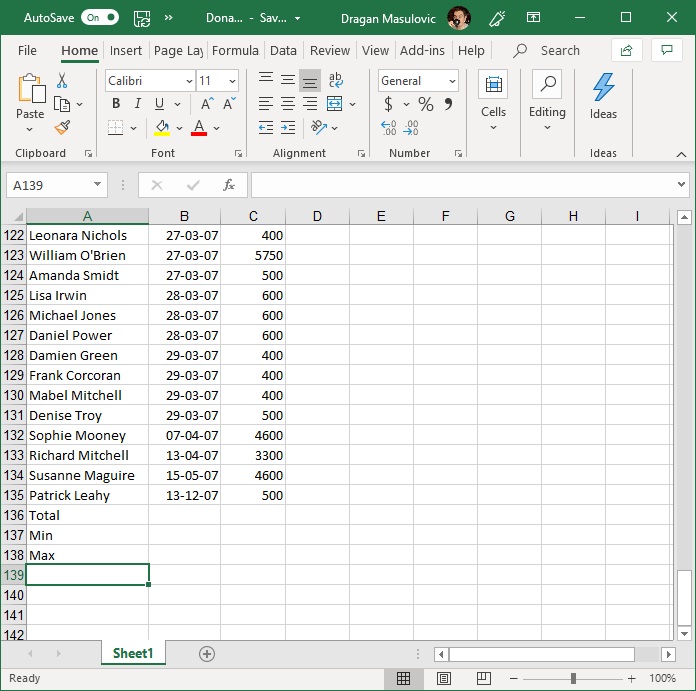 AutoSave On Dona... - Sav... Dragan Masulovic
File Home Insert Page Lay Formula Data Review View Add-ins Help Search
Calibri 11 General
Paste B I U A A ab $ % Cells Editing Ideas
A
Clipboard Font Alignment Number Ideas
A139 fx
A B C D E F G H I
122 Leonara Nichols 27-03-07 400
123 William O'Brien 27-03-07 5750
124 Amanda Smidt 27-03-07 500
125 Lisa Irwin 28-03-07 600
126 Michael Jones 28-03-07 600
127 Daniel Power 28-03-07 600
128 Damien Green 29-03-07 400
129 Frank Corcoran 29-03-07 400
130 Mabel Mitchell 29-03-07 400
131 Denise Troy 29-03-07 500
132 Sophie Mooney 07-04-07 4600
133 Richard Mitchell 13-04-07 3300
134 Susanne Maguire 15-05-07 4600
135 Patrick Leahy 13-12-07 500
136 Total
137 Min
138 Max
139
140
141
142
Sheet1
Ready 100%